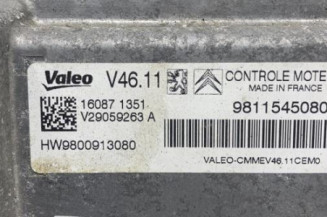 Valeo V46.11 CONTROLE MOTE
MADE IN FRANCE
16087 1351
V29059263 A
9811545080
HW9800913080
VALEO-CMMEV46.11CEM0